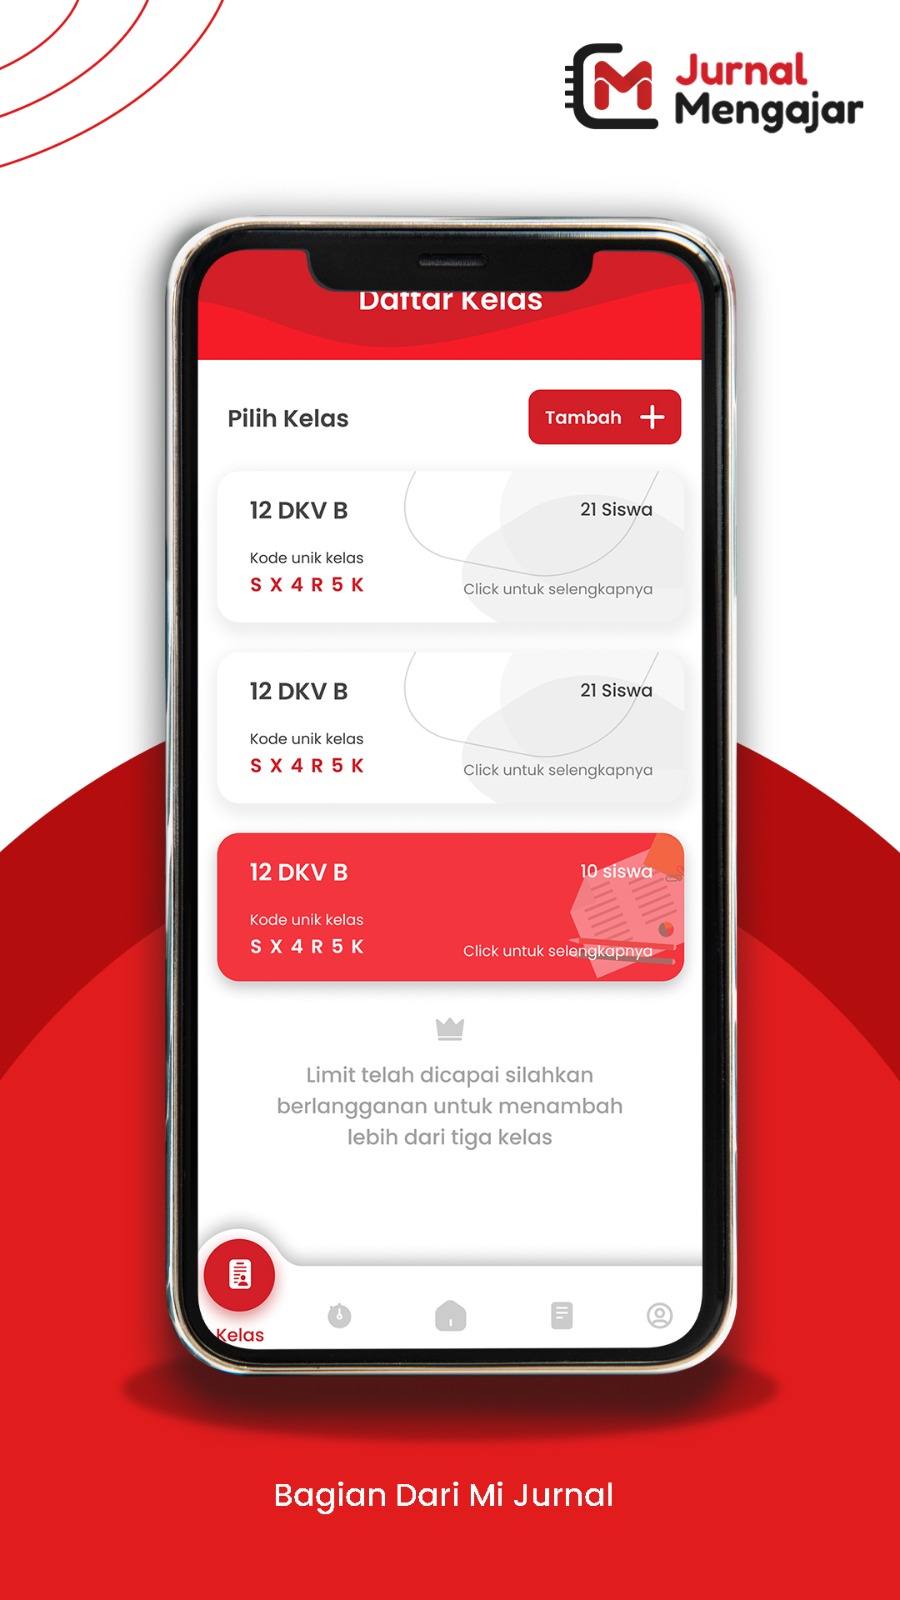 Jurnal
Mengajar
Daftar Kelas
Pilih Kelas
Tambah
12 DKV B
21 Siswa
Kode unik kelas
S X 4 R 5 K
Click untuk selengkapnya
12 DKV B
21 Siswa
Kode unik kelas
S X 4 R 5 K
Click untuk selengkapnya
12 DKV B
10 siswa
Kode unik kelas
S X 4 R 5 K
Click untuk selengkapnya
Limit telah dicapai silahkan
berlangganan untuk menambah
lebih dari tiga kelas
Kelas
Bagian Dari Mi Jurnal